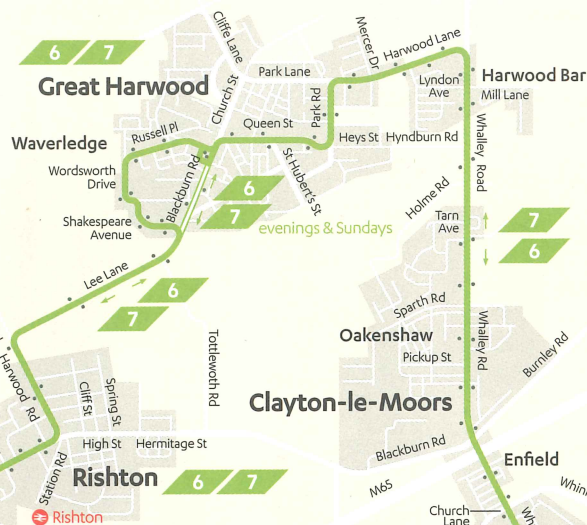 6 7
Great Harwood
Cliffe Lane
Church St
Park Lane
Mercer Dr
Harwood Lane
Lyndon
Ave
Harwood Bar
Mill Lane
Park Rd
Queen St
Heys St
Hyndburn Rd
Russell Pl
Waverledge
Wordsworth
Drive
Blackburn Rd
St Hubert's St
Whalley Road
6
7
evenings & Sundays
Shakespeare
Avenue
Holme Rd
Tarn
Ave
7
6
Lee Lane
6
7
Sparth Rd
Oakenshaw
Pickup St
Whalley Rd
Burnley Rd
Tottleworth Rd
Harwood Rd
Cliff St
Spring St
Clayton-le-Moors
High St
Hermitage St
Blackburn Rd
Enfield
Station Rd
Rishton
6 7
M65
Whin
Rishton
Church
Lane
Wh